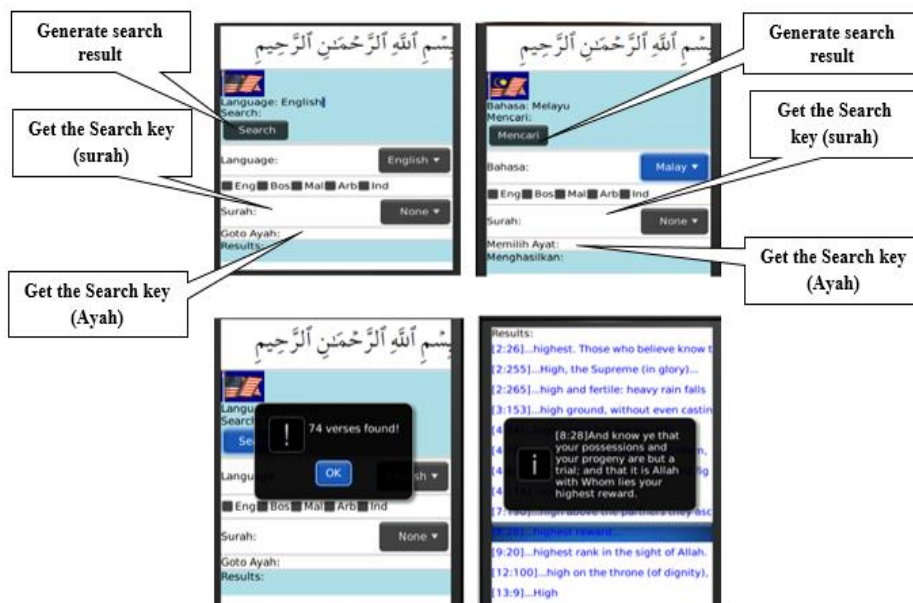 Generate search
result
Get the Search key
(surah)
Get the Search key
(Ayah)
بِسْمِ ٱللَّهِ ٱلرَّحْمَـٰنِ ٱلرَّحِيمِ
Language: English
Search:
Search
Language: English
Eng Bos Mal Arb Ind
Surah: None
Goto Ayah:
Results:
بِسْمِ ٱللَّهِ ٱلرَّحْمَـٰنِ ٱلرَّحِيمِ
Bahasa: Melayu
Mencari:
Mencari
Bahasa: Malay
Eng Bos Mal Arb Ind
Surah: None
Memilih Ayat:
Menghasilkan:
Generate search
result
Get the Search
key (surah)
Get the Search key
(Ayah)
بِسْمِ ٱللَّهِ ٱلرَّحْمَـٰنِ ٱلرَّحِيمِ
74 verses found!
OK
Eng Bos Mal Arb Ind
Surah: None
Goto Ayah:
Results:
Results:
[2:26]...highest. Those who believe know
[2:255]...High, the Supreme (in glory)...
[2:265]...high and fertile: heavy rain falls
[3:153]...high ground, without even
[8:28]And know ye that
your possessions and
your progeny are but a
trial; and that it is Allah
with Whom lies your
highest reward.
above the partners they
highest reward
[9:20]...highest rank in the sight of Allah.
[12:100]...high on the throne (of dignity),
[13:9]...High